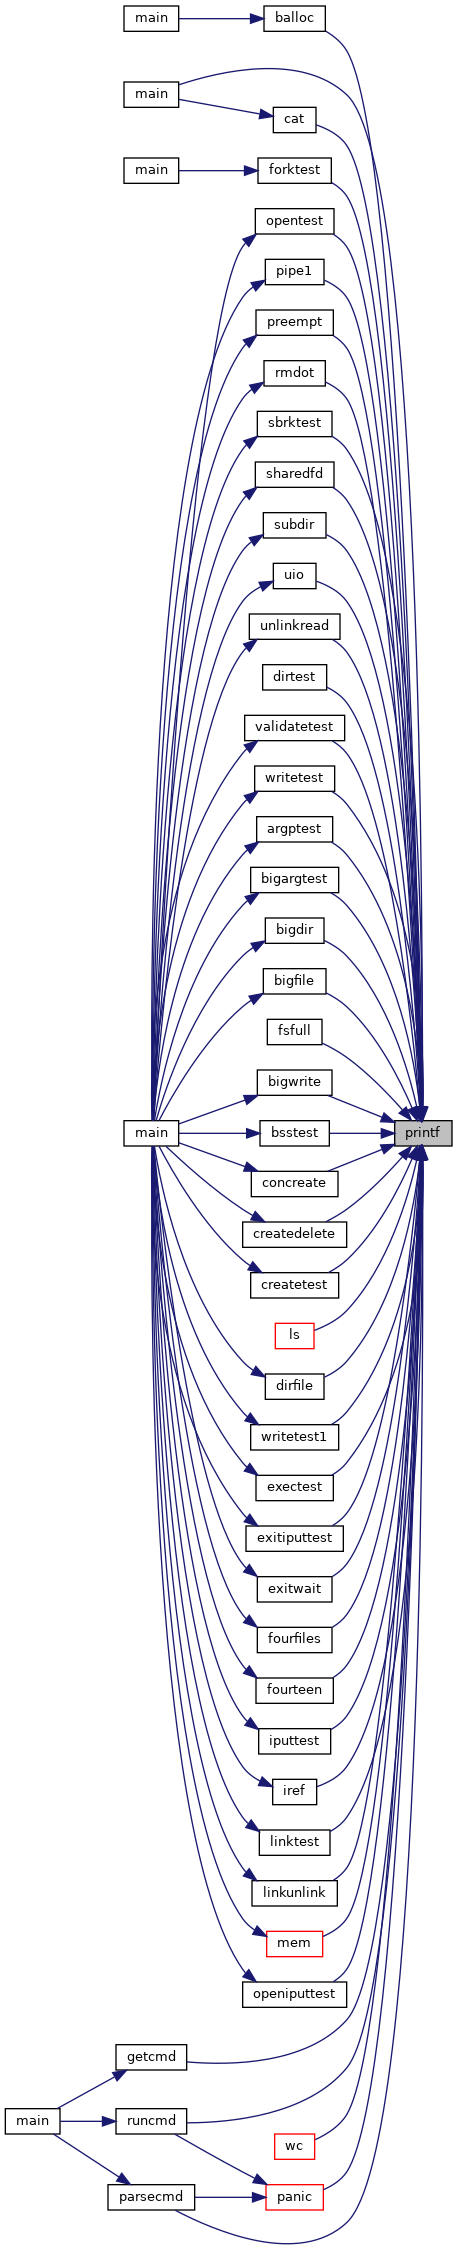 main
balloc
main
cat
main
forktest
opentest
pipe1
preempt
rmdot
sbrktest
sharedfd
subdir
uio
unlinkread
dirtest
validatetest
writetest
argptest
bigargtest
bigdir
bigfile
fsfull
bigwrite
main
bsstest
printf
concreate
createdelete
createtest
ls
dirfile
writetest1
exectest
exitiputtest
exitwait
fourfiles
fourteen
iputtest
iref
linktest
linkunlink
mem
openiputtest
getcmd
main
runcmd
wc
parsecmd
panic